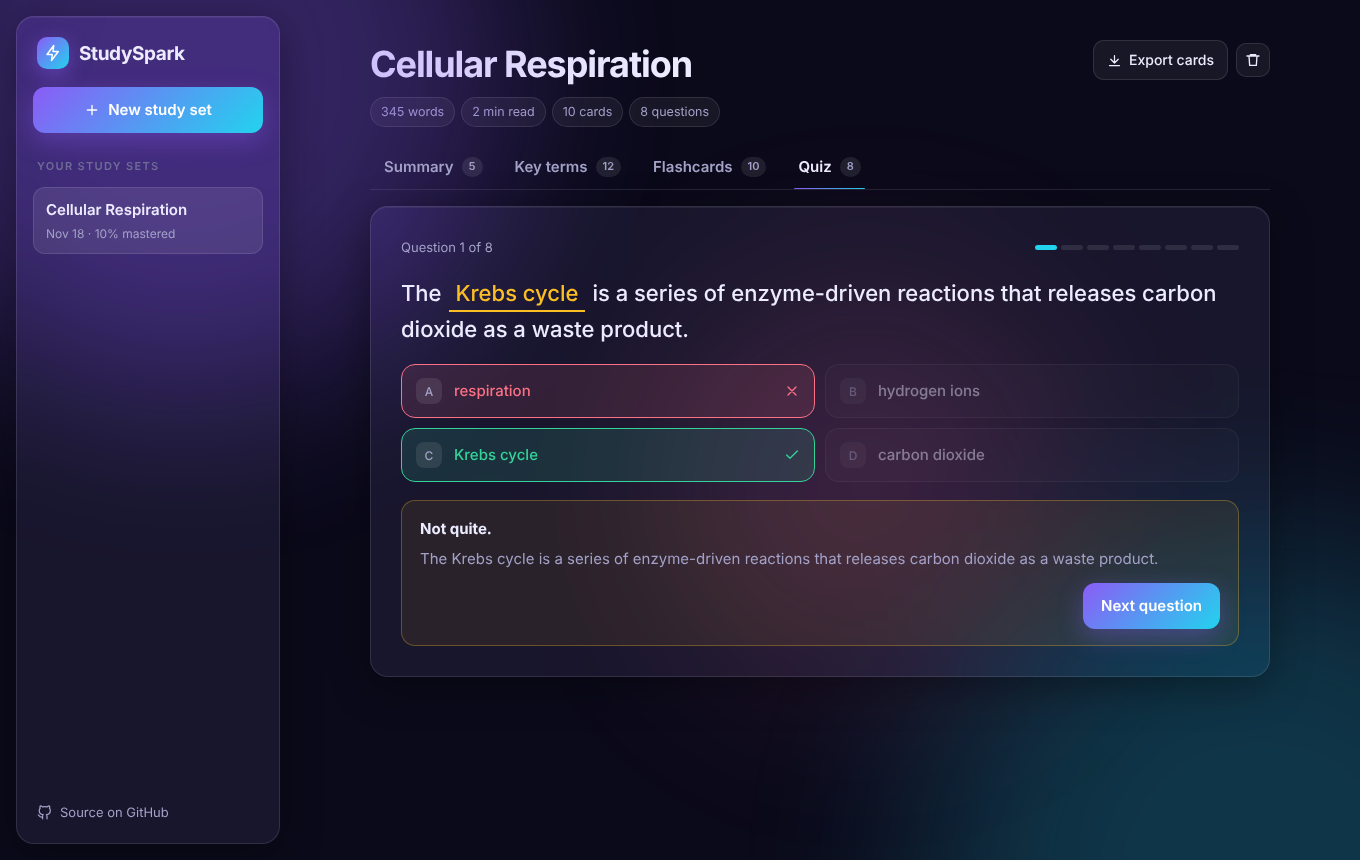 StudySpark
New study set
YOUR STUDY SETS
Cellular Respiration
Nov 18 · 10% mastered
Source on GitHub
Cellular Respiration
Export cards
345 words
2 min read
10 cards
8 questions
Summary 5
Key terms 12
Flashcards 10
Quiz 8
Question 1 of 8
The Krebs cycle is a series of enzyme-driven reactions that releases carbon
dioxide as a waste product.
A respiration
B hydrogen ions
C Krebs cycle
D carbon dioxide
Not quite.
The Krebs cycle is a series of enzyme-driven reactions that releases carbon dioxide as a waste product.
Next question